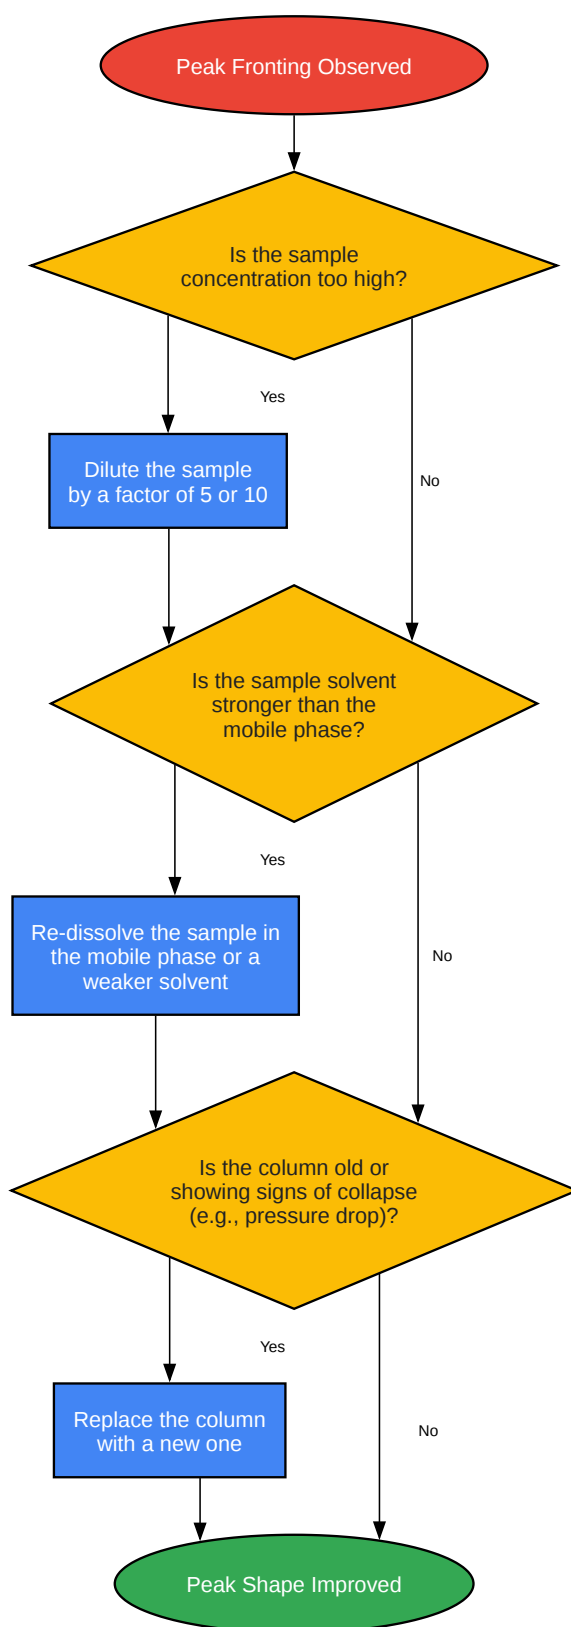 Peak Fronting Observed
Is the sample
concentration too high?
Yes
Dilute the sample
by a factor of 5 or 10
No
Is the sample solvent
stronger than the
mobile phase?
Yes
Re-dissolve the sample in
the mobile phase or a
weaker solvent
No
Is the column old or
showing signs of collapse
(e.g., pressure drop)?
Yes
Replace the column
with a new one
No
Peak Shape Improved